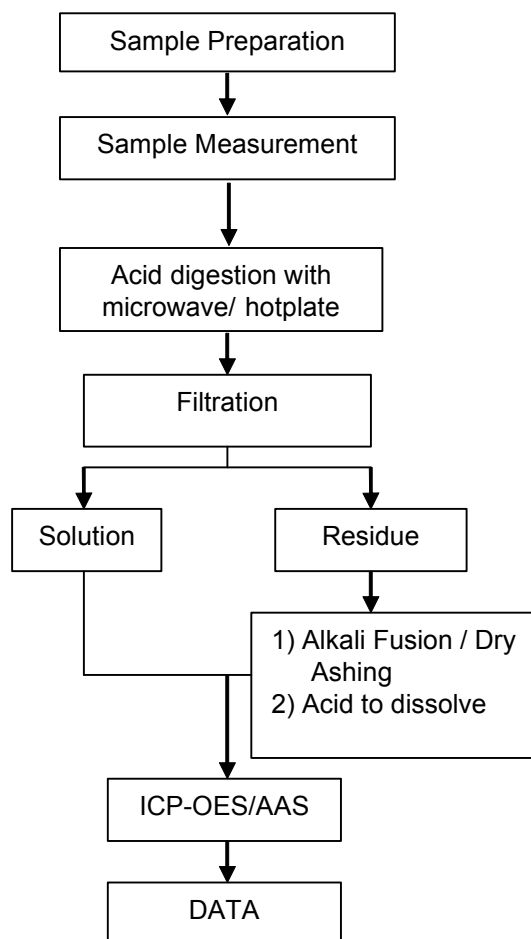 Sample Preparation
Sample Measurement
Acid digestion with
microwave/ hotplate
Filtration
Solution
Residue
1) Alkali Fusion / Dry
Ashing
2) Acid to dissolve
ICP-OES/AAS
DATA